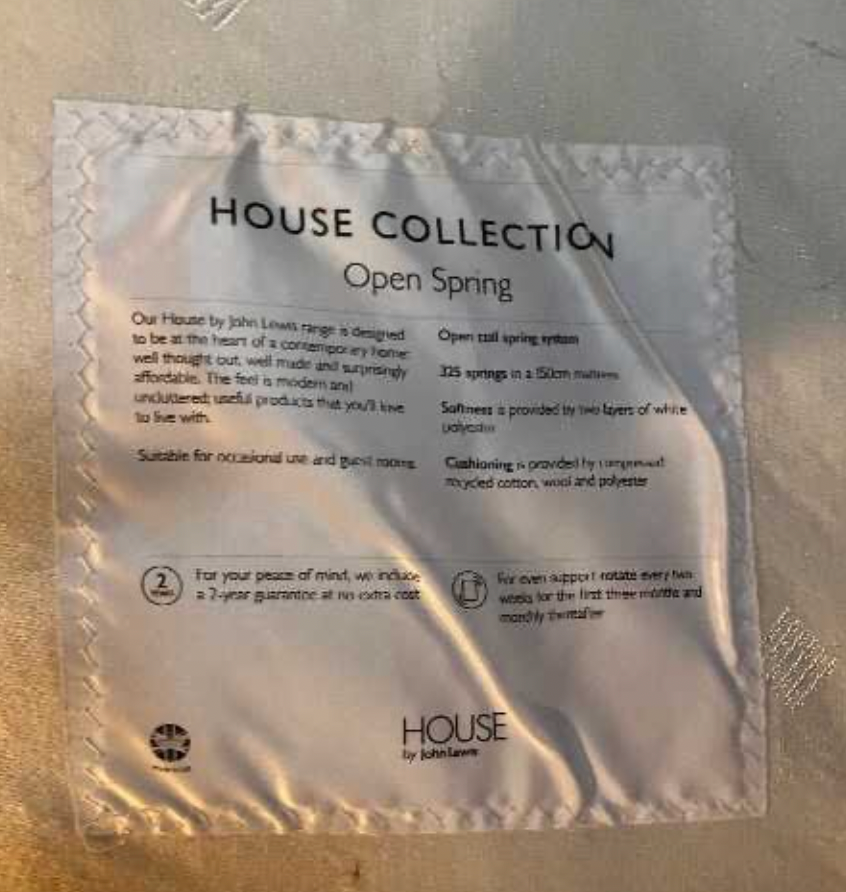 HOUSE COLLECTION
Open Spring
Our House by John Lewis range is designed
to be at the heart of a contemporary home:
well thought out, well made and surprisingly
affordable. The feel is modern and
uncluttered; useful products that you'll love
to live with.
Suitable for occasional use and guest rooms.
Open coil spring system
325 springs in a 150cm mattress
Softness is provided by two layers of white
polyester
Cushioning is provided by compressed
recycled cotton, wool and polyester
2
YEARS
For your peace of mind, we include
a 2-year guarantee at no extra cost
For even support rotate every two
weeks for the first three months and
monthly thereafter
HOUSE
by John Lewis